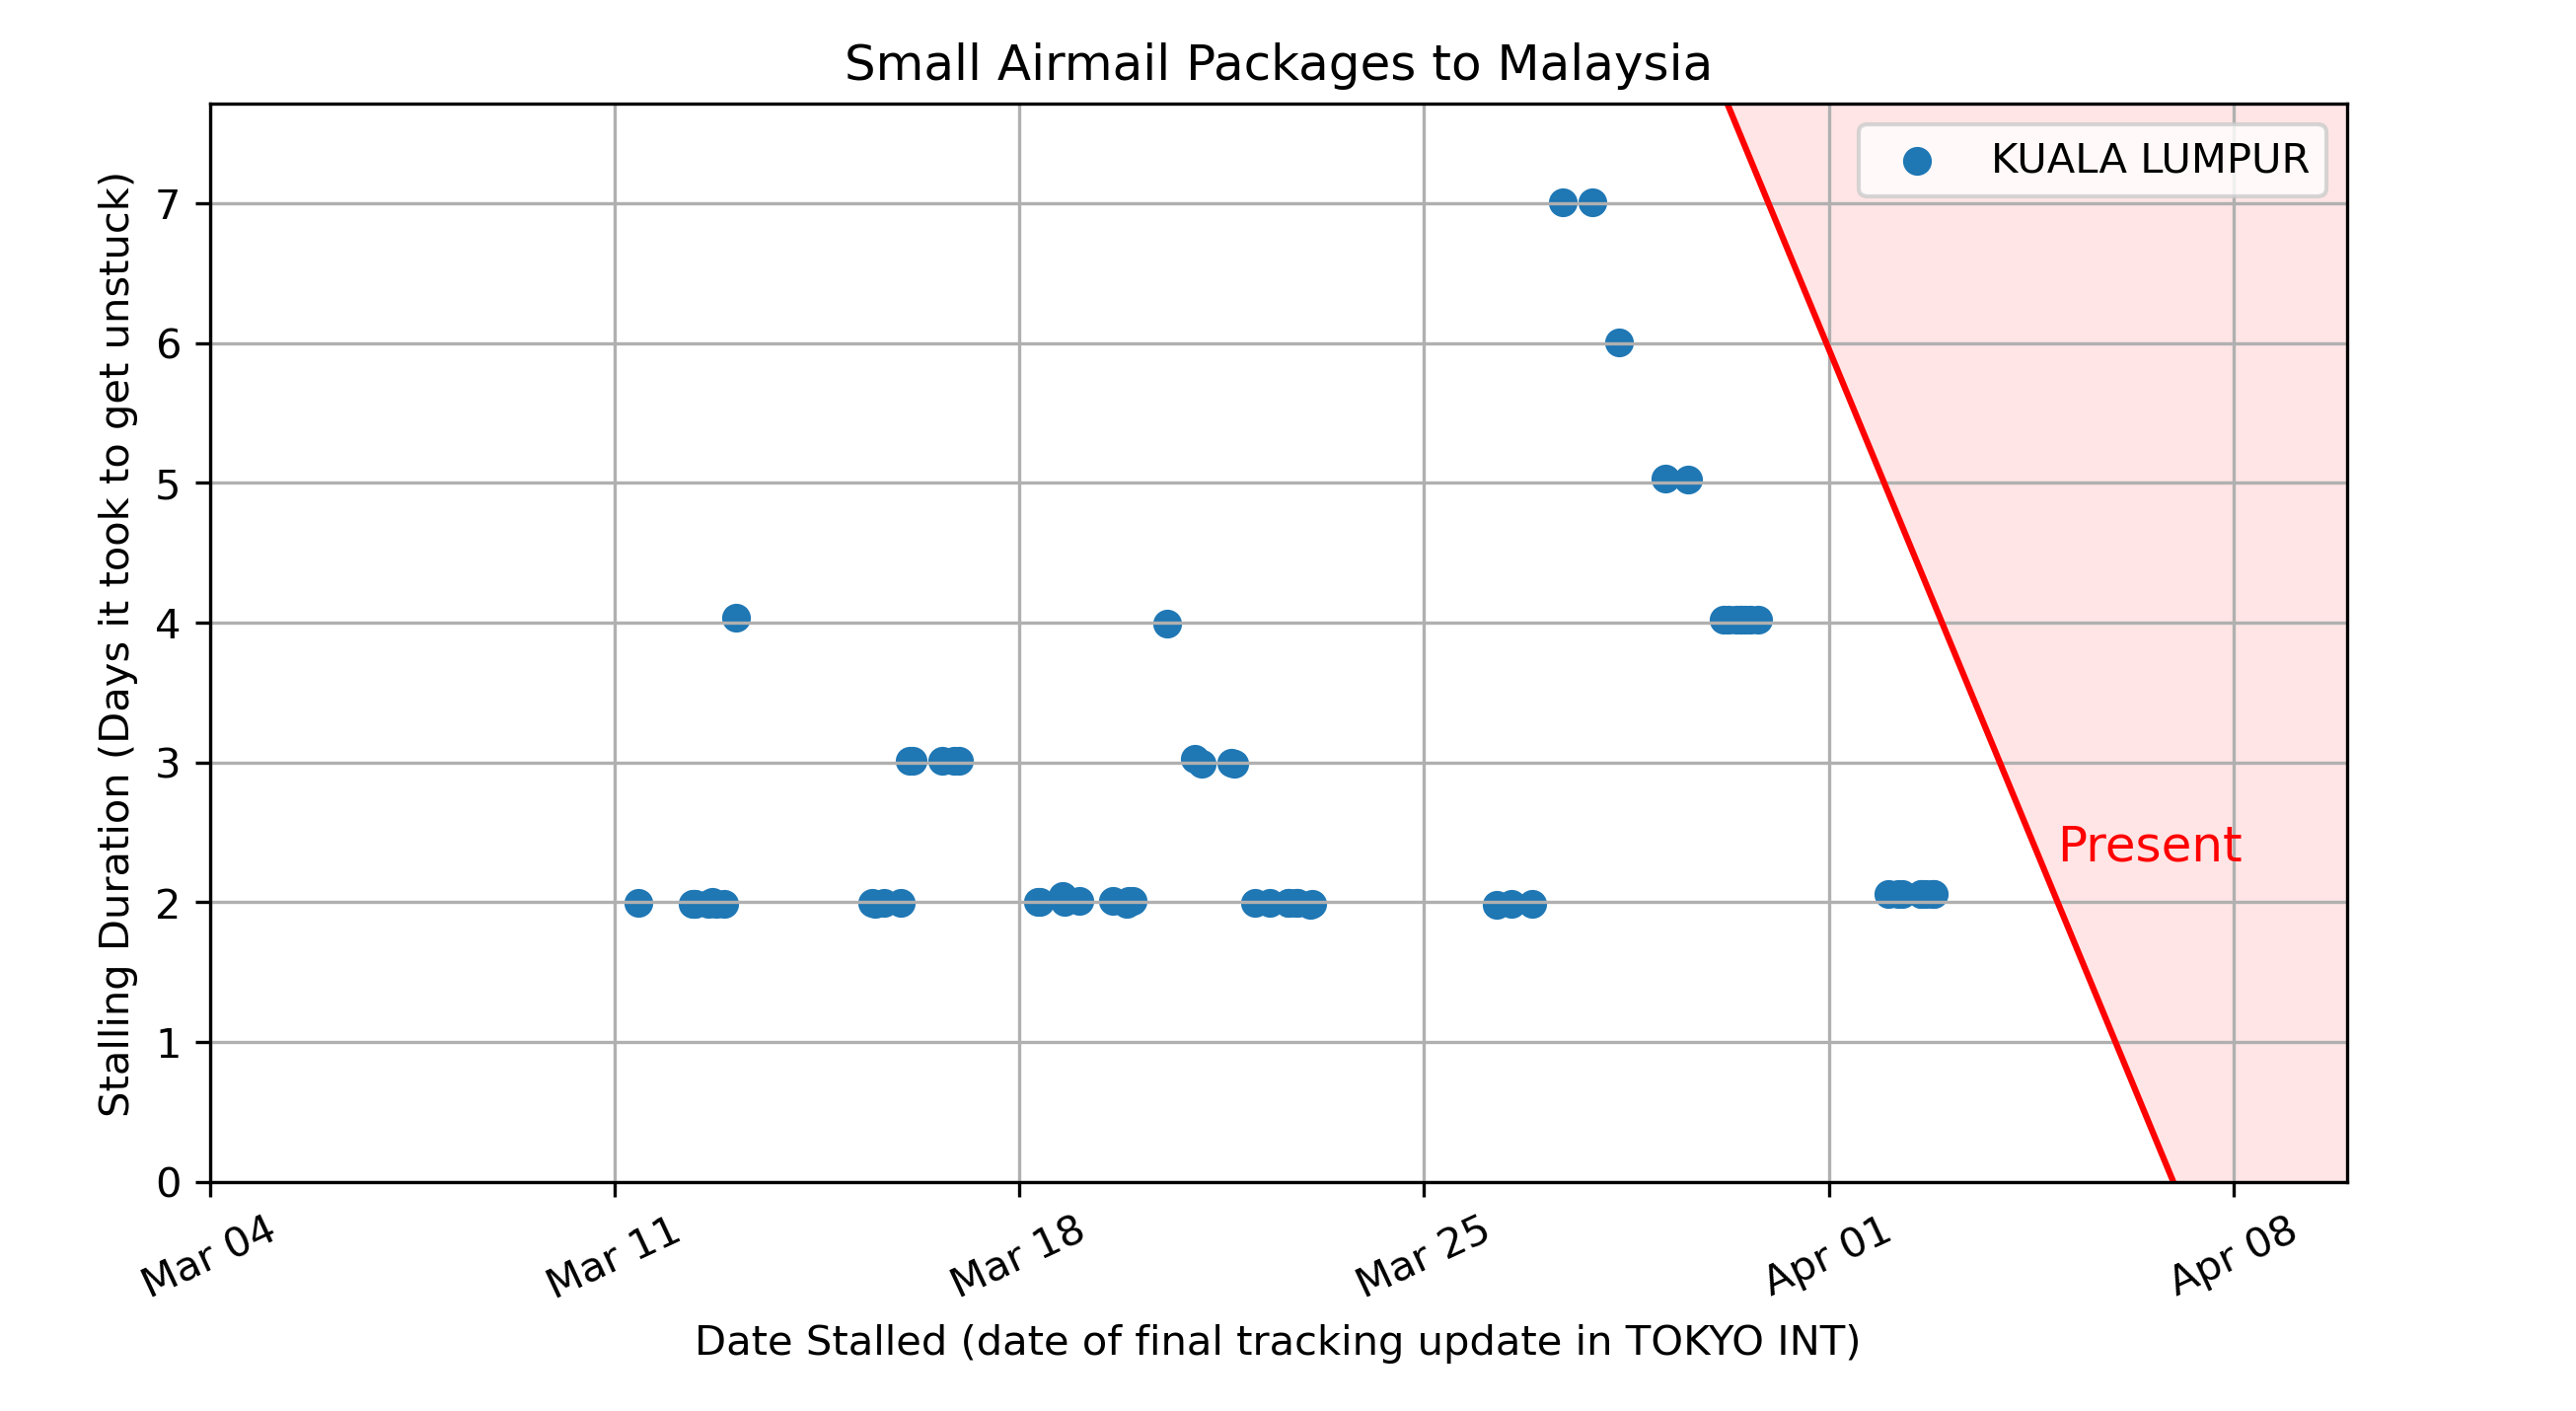 Small Airmail Packages to Malaysia
KUALA LUMPUR
Stalling Duration (Days it took to get unstuck)
7
6
5
4
3
2
1
0
Present
Mar 04
Mar 11
Mar 18
Mar 25
Apr 01
Apr 08
Date Stalled (date of final tracking update in TOKYO INT)